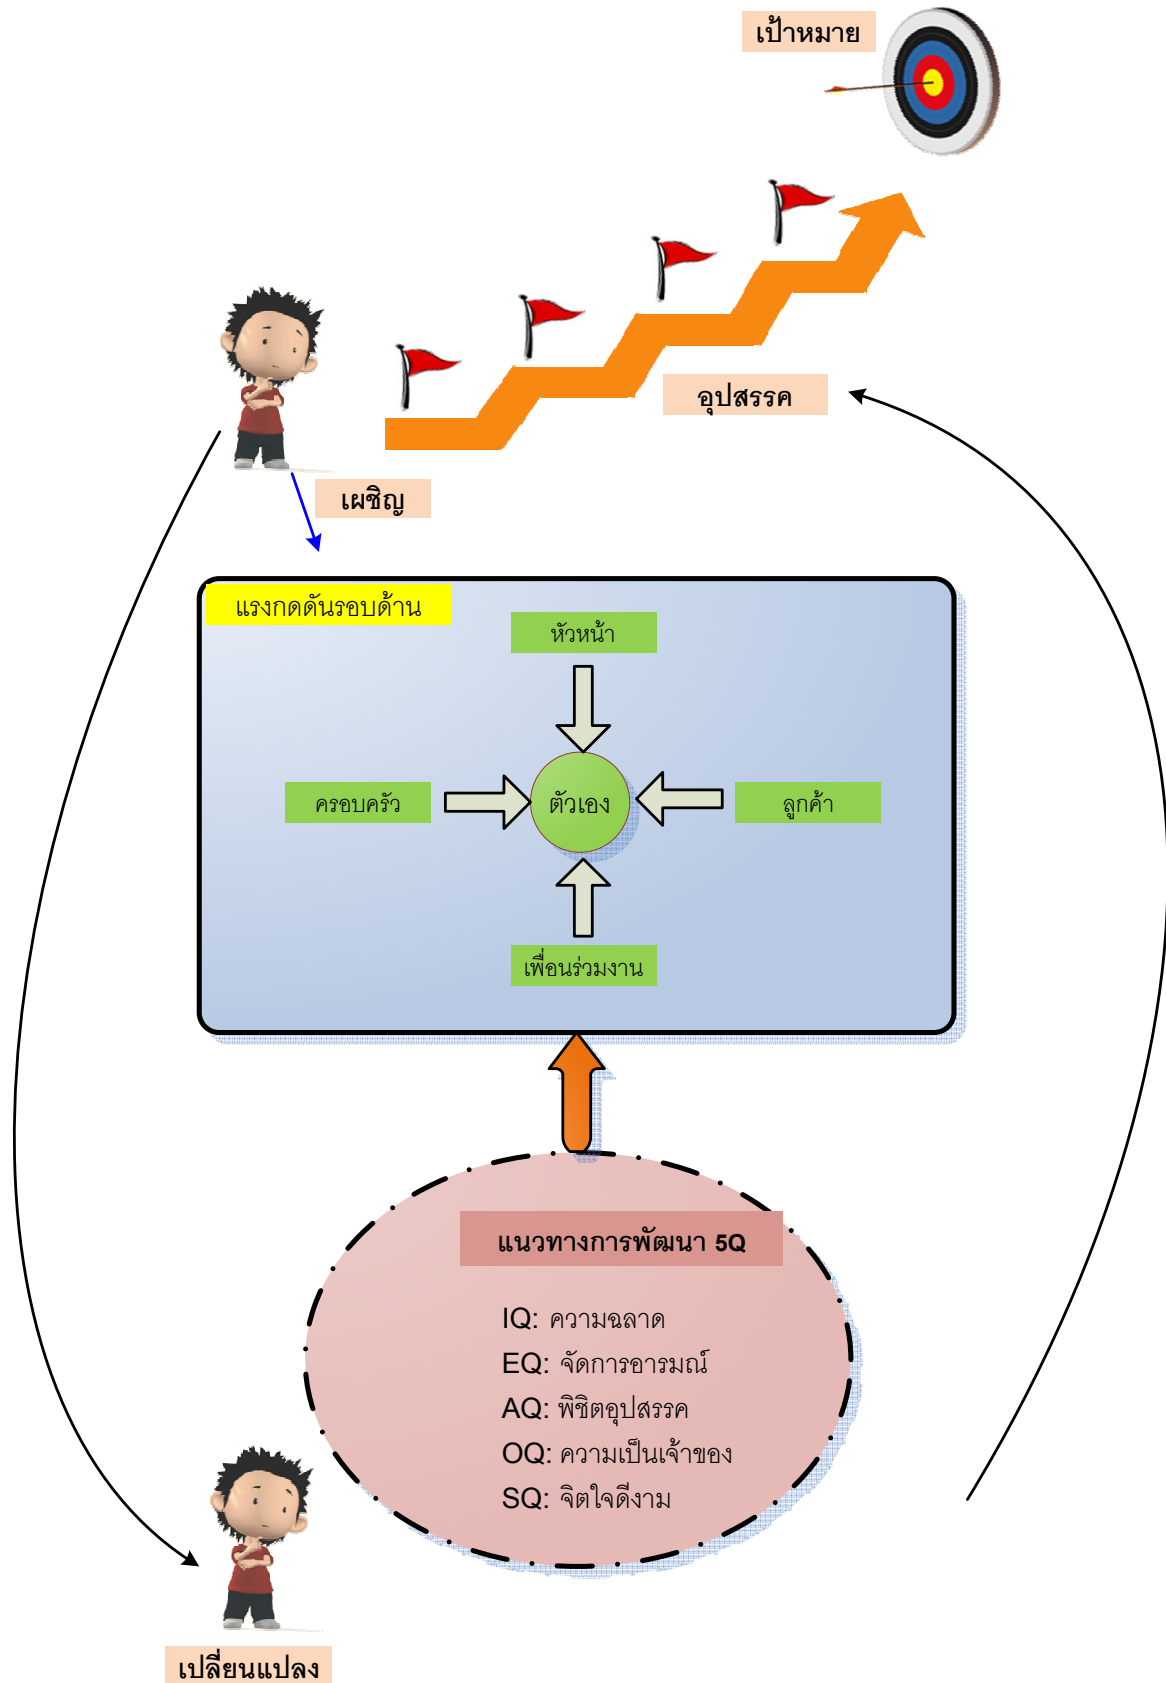 เป้าหมาย
อุปสรรค
เผชิญ
แรงกดดันรอบด้าน
หัวหน้า
ครอบครัว
ตัวเอง
ลูกค้า
เพื่อนร่วมงาน
แนวทางการพัฒนา 5Q
IQ: ความฉลาด
EQ: จัดการอารมณ์
AQ: พิชิตอุปสรรค
OQ: ความเป็นเจ้าของ
SQ: จิตใจดีงาม
เปลี่ยนแปลง